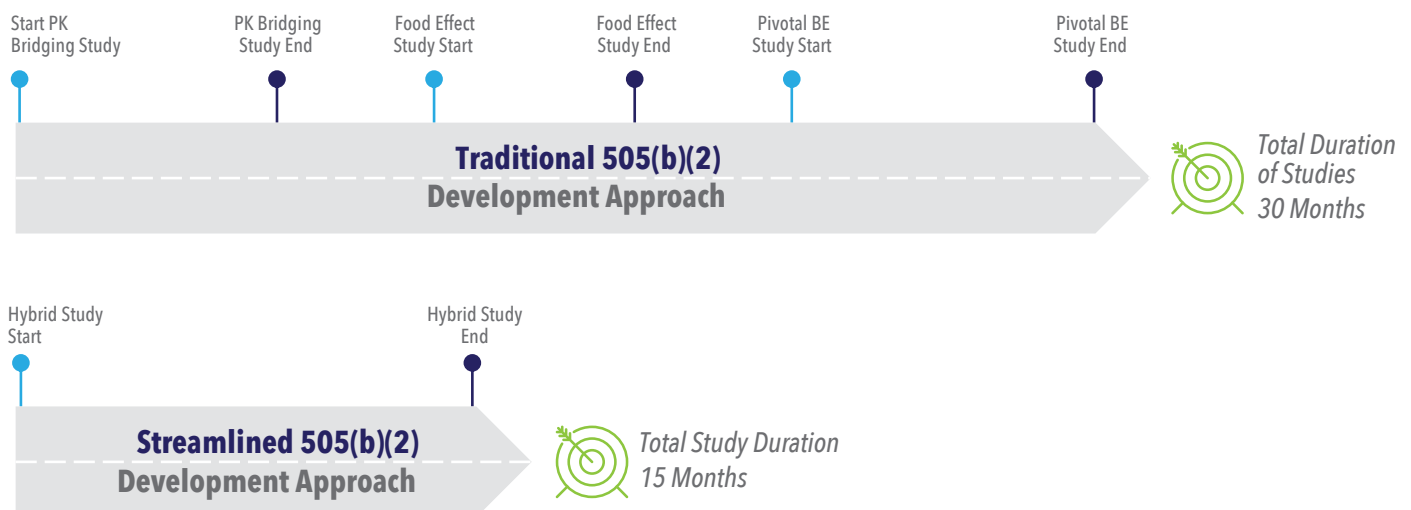 Start PK
Bridging Study
PK Bridging
Study End
Food Effect
Study Start
Food Effect
Study End
Pivotal BE
Study Start
Pivotal BE
Study End
Traditional 505(b)(2)
Development Approach
Total Duration
of Studies
30 Months
Hybrid Study
Start
Hybrid Study
End
Streamlined 505(b)(2)
Development Approach
Total Study Duration
15 Months